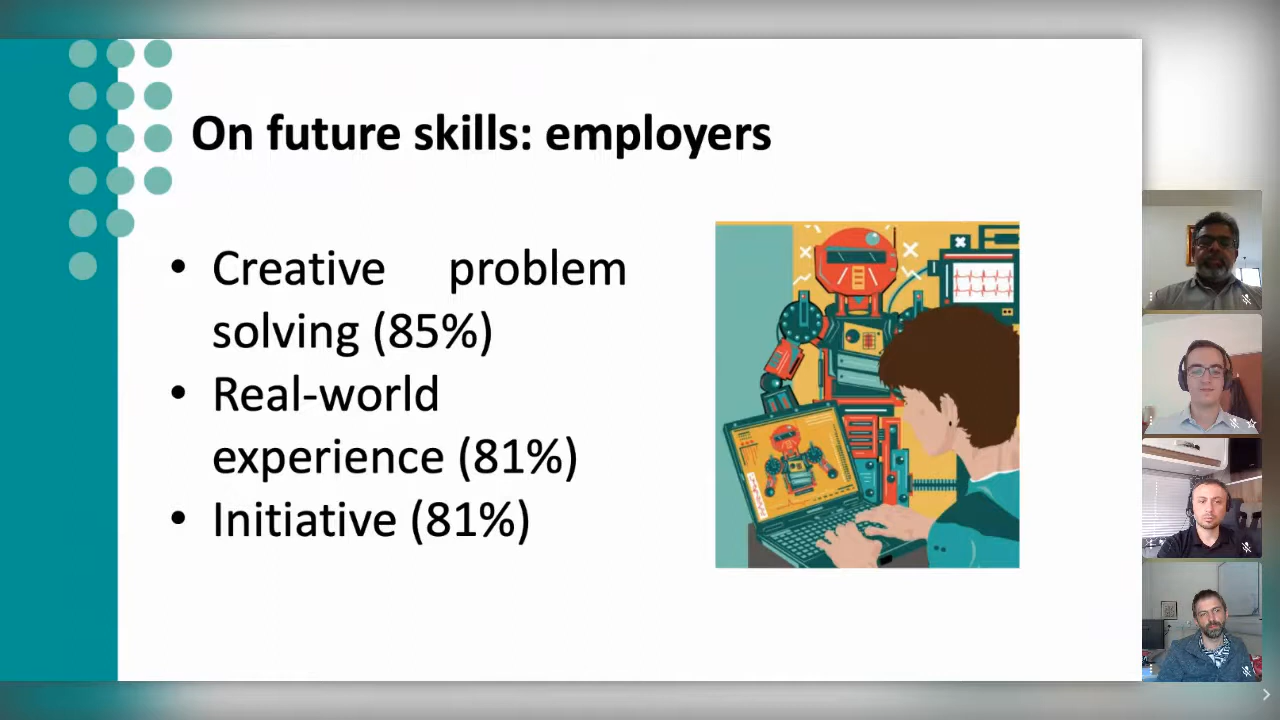 On future skills: employers
• Creative problem
solving (85%)
• Real-world
experience (81%)
• Initiative (81%)